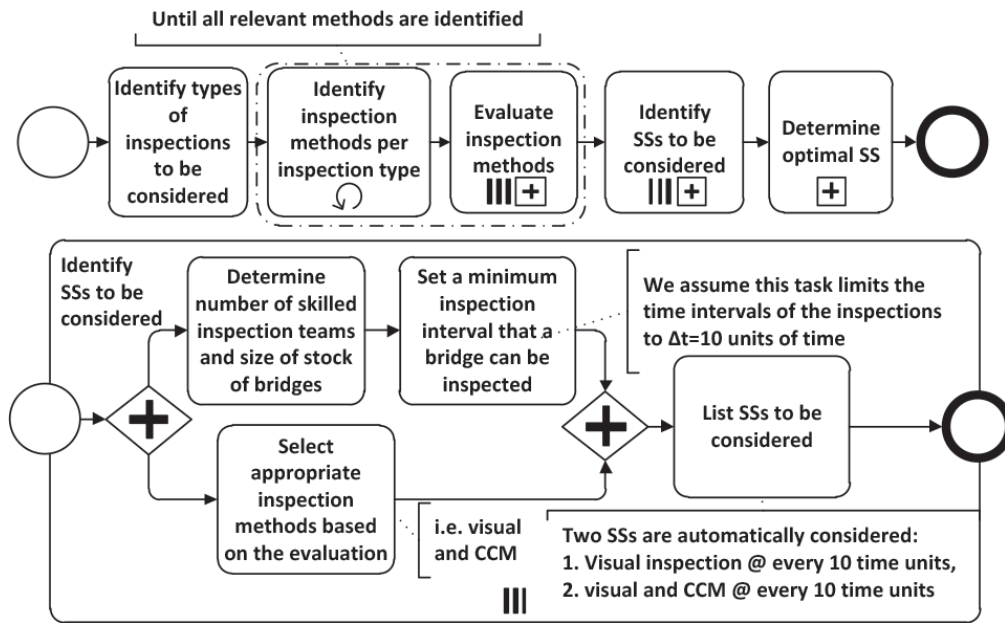 Until all relevant methods are identified
Identify types
of
inspections
to be
considered
Identify
inspection
methods per
inspection type
Evaluate
inspection
methods
Identify
SSs to be
considered
Determine
optimal SS
Identify
SSs to be
considered
Determine
number of skilled
inspection teams
and size of stock
of bridges
Set a minimum
inspection
interval that a
bridge can be
inspected
We assume this task limits the
time intervals of the inspections
to Δt=10 units of time
Select
appropriate
inspection
methods based
on the evaluation
i.e. visual
and CCM
List SSs to be
considered
Two SSs are automatically considered:
1. Visual inspection @ every 10 time units,
2. visual and CCM @ every 10 time units